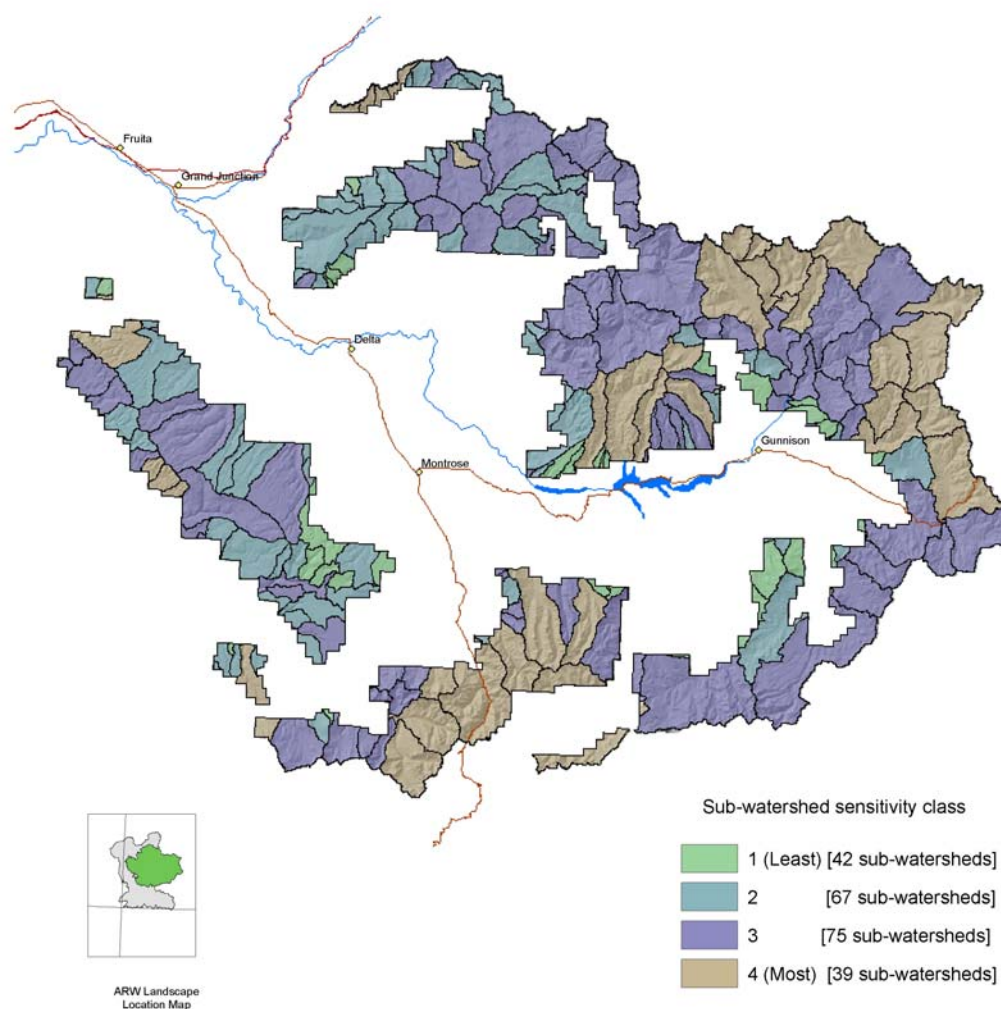 Fruita
Grand Junction
Delta
Montrose
Gunnison
Sub-watershed sensitivity class
1 (Least) [42 sub-watersheds]
2 [67 sub-watersheds]
3 [75 sub-watersheds]
4 (Most) [39 sub-watersheds]
ARW Landscape
Location Map